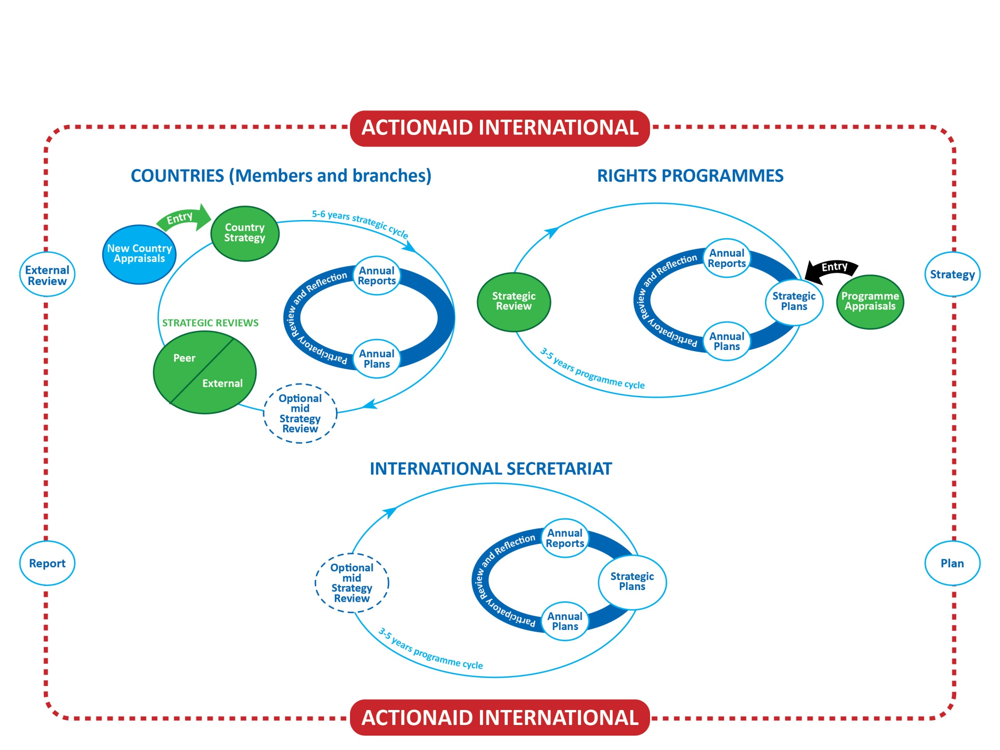 ACTIONAID INTERNATIONAL
COUNTRIES (Members and branches)
Entry
Country
Strategy
New Country
Appraisals
5-6 years strategic cycle
Annual
Reports
Participatory Review and Reflection
Annual
Plans
STRATEGIC REVIEWS
Peer
External
Optional
mid
Strategy
Review
RIGHTS PROGRAMMES
Strategic
Review
Annual
Reports
Participatory Review and Reflection
Annual
Plans
Strategic
Plans
Entry
Programme
Appraisals
3-5 years programme cycle
External
Review
Strategy
INTERNATIONAL SECRETARIAT
Optional
mid
Strategy
Review
Annual
Reports
Participatory Review and Reflection
Annual
Plans
Strategic
Plans
3-5 years programme cycle
Report
Plan
ACTIONAID INTERNATIONAL